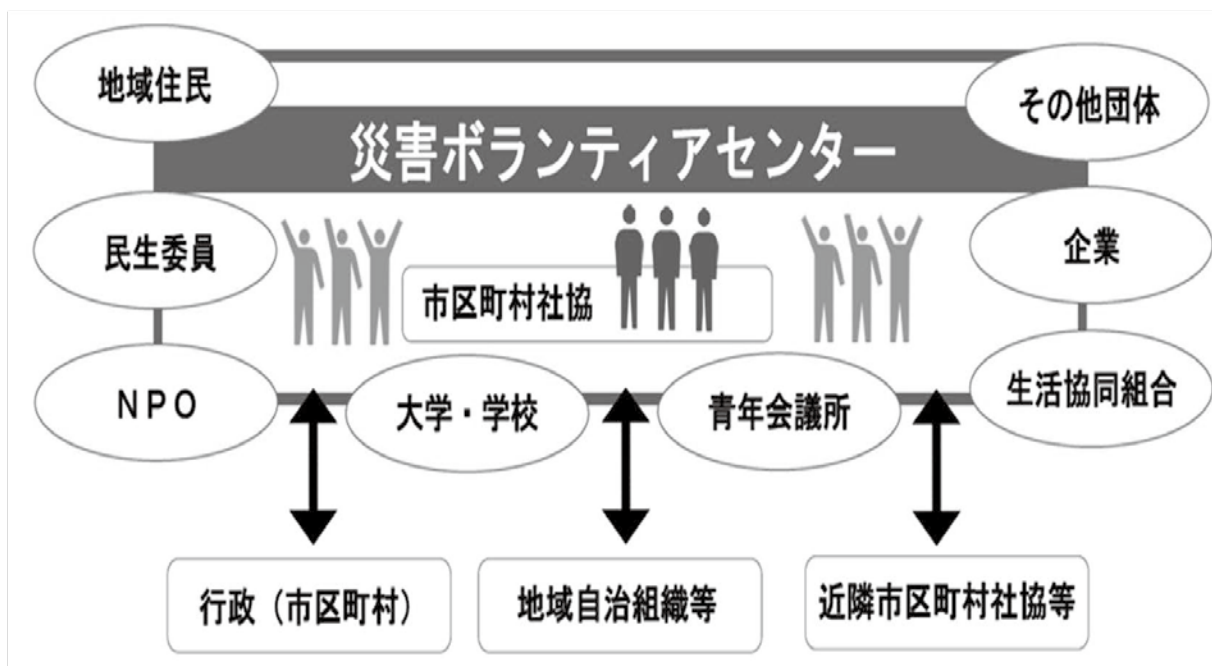 地域住民
その他団体
災害ボランティアセンター
民生委員
企業
市区町村社協
NPO
大学・学校
青年会議所
生活協同組合
行政(市区町村)
地域自治組織等
近隣市区町村社協等